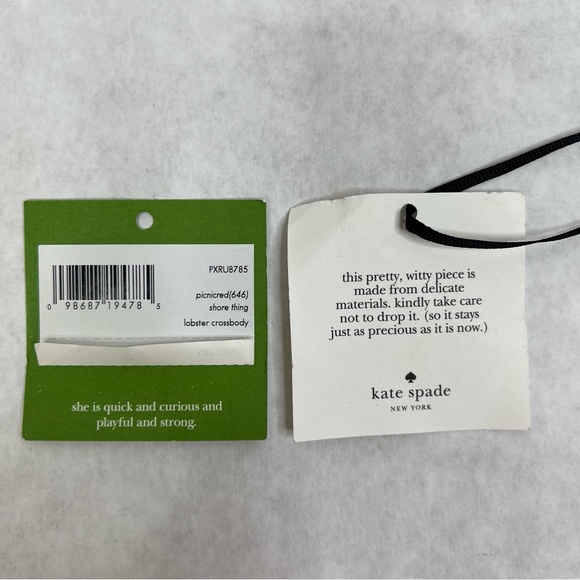 PXRU8785
0 98687 19478 5
picnicred(646)
shore thing
lobster crossbody
she is quick and curious and
playful and strong.
this pretty, witty piece is
made from delicate
materials. kindly take care
not to drop it. (so it stays
just as precious as it is now.)
kate spade
NEW YORK